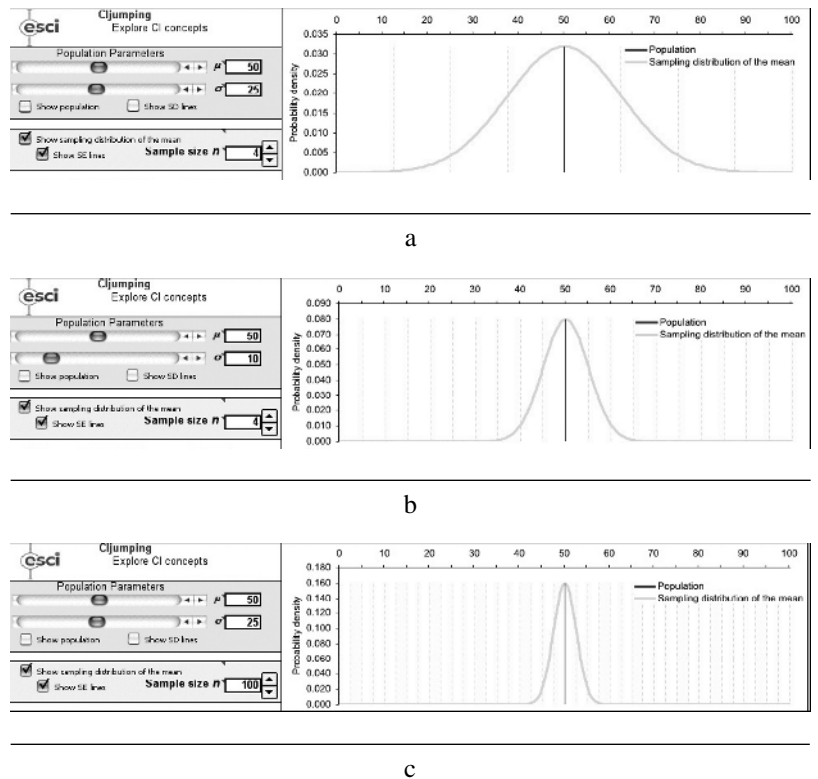 esci
CIjumping
Explore CI concepts
Population Parameters
μ 50
σ 25
Show population Show SD lines
Show sampling distribution of the mean
Show SE lines Sample size n 4
0 10 20 30 40 50 60 70 80 90 100
Probability density
0.035
0.030
0.025
0.020
0.015
0.010
0.005
0.000
Population
Sampling distribution of the mean
a
esci
CIjumping
Explore CI concepts
Population Parameters
μ 50
σ 10
Show population Show SD lines
Show sampling distribution of the mean
Show SE lines Sample size n 4
0 10 20 30 40 50 60 70 80 90 100
Probability density
0.090
0.080
0.070
0.060
0.050
0.040
0.030
0.020
0.010
0.000
Population
Sampling distribution of the mean
b
esci
CIjumping
Explore CI concepts
Population Parameters
μ 50
σ 25
Show population Show SD lines
Show sampling distribution of the mean
Show SE lines Sample size n 100
0 10 20 30 40 50 60 70 80 90 100
Probability density
0.180
0.160
0.140
0.120
0.100
0.080
0.060
0.040
0.020
0.000
Population
Sampling distribution of the mean
c